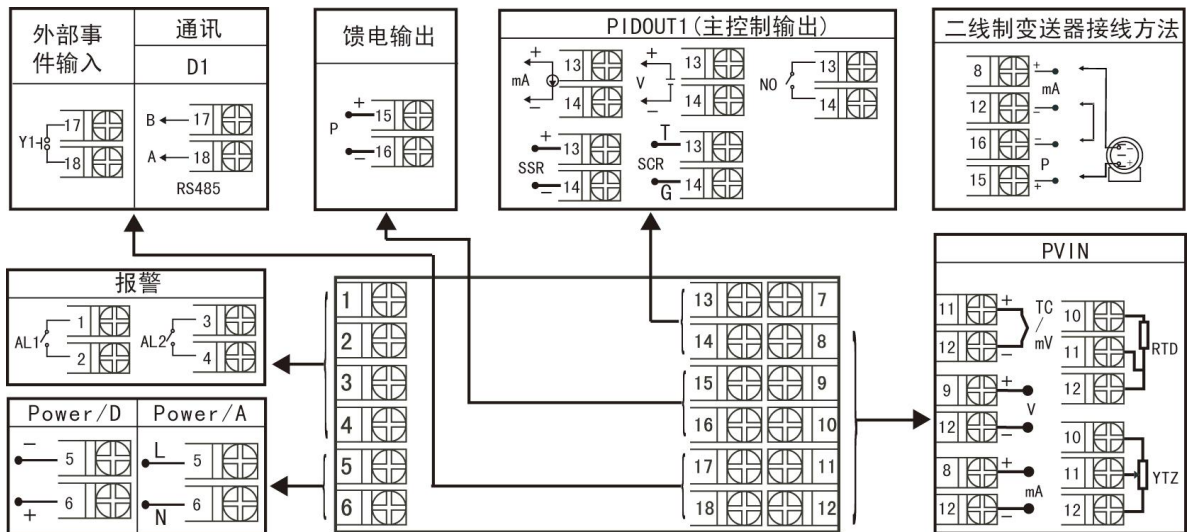 外部事
件输入
通讯
D1
Y1
17
18
B
17
A
18
RS485
馈电输出
P
+
15
−
16
PIDOUT1(主控制输出)
+
mA
−
13
14
+
V
−
13
14
NO
13
14
+
SSR
−
13
14
T
SCR
G
13
14
二线制变送器接线方法
8
+
mA
12
−
16
−
P
15
+
−
+
报警
AL1
1
2
AL2
3
4
Power/D
−
5
6
+
Power/A
L
5
6
N
1
2
3
4
5
6
13
7
14
8
15
9
16
10
17
11
18
12
PVIN
11
+
TC
/
mV
12
−
9
+
V
12
−
8
+
mA
12
−
10
11
RTD
12
10
11
YTZ
12